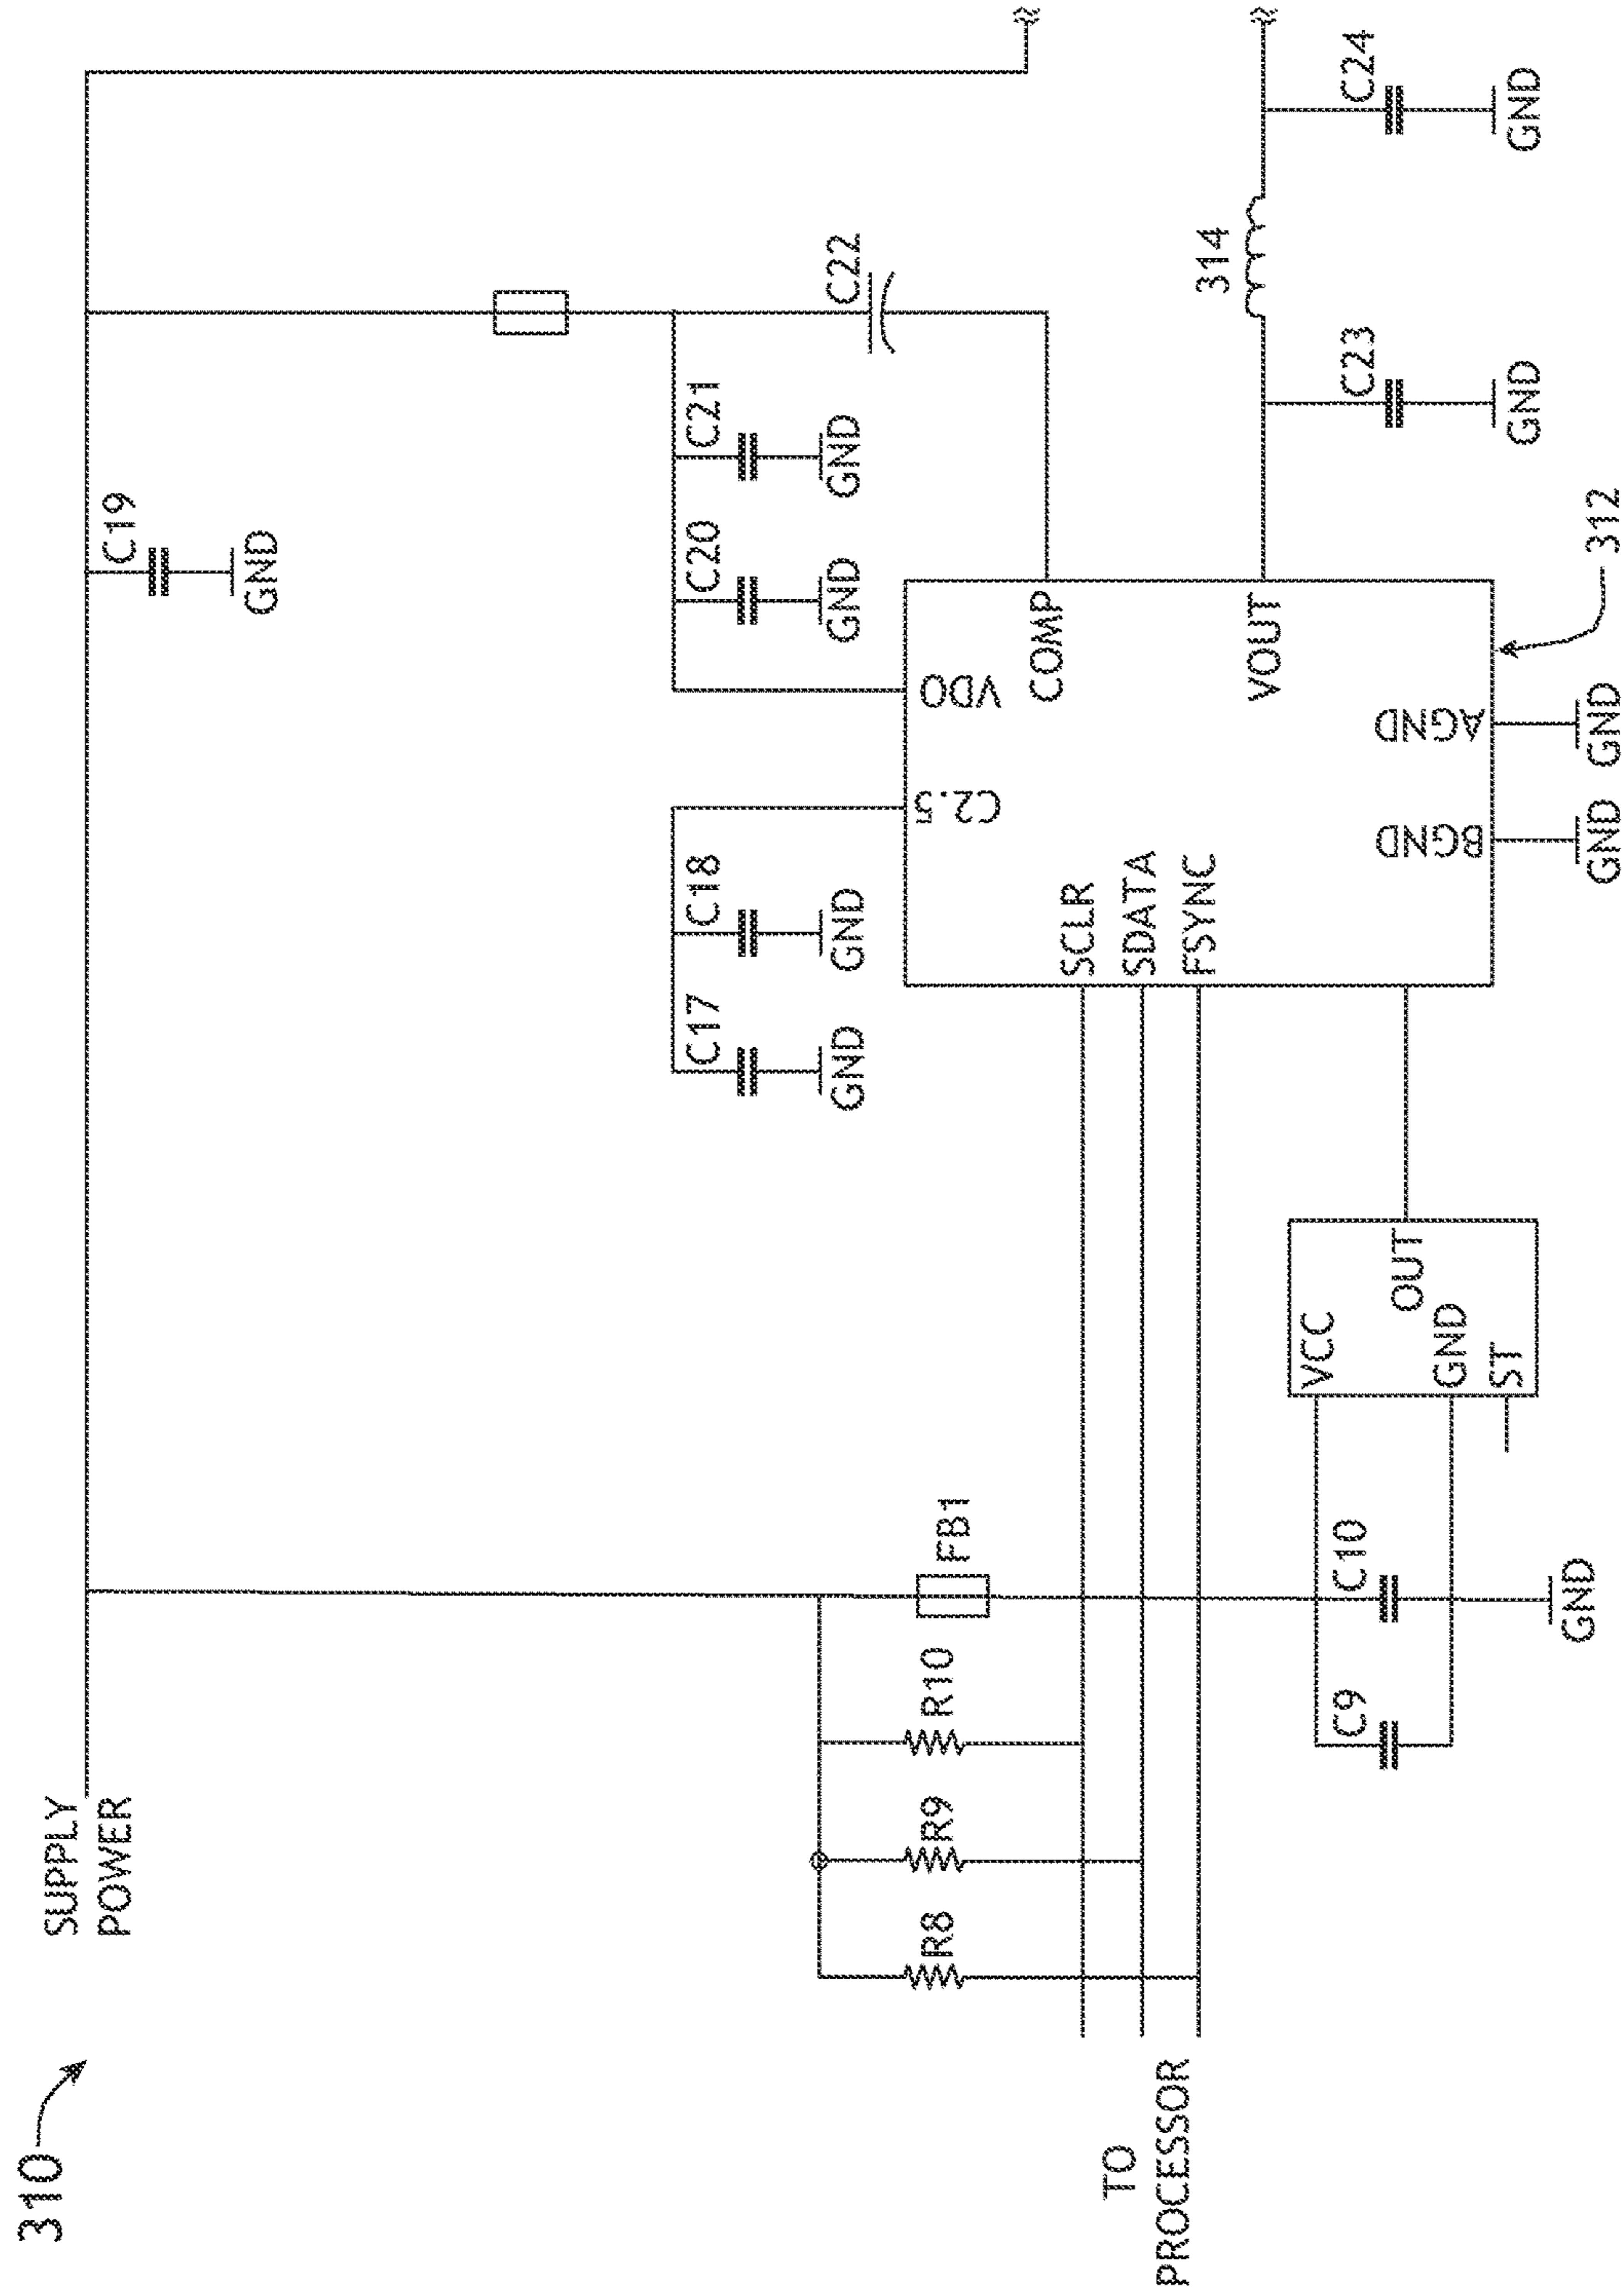 310
SUPPLY
POWER
C19
GND
C21
GND
C20
GND
C22
C18
GND
C17
GND
C2.5
VDO
COMP
VOUT
SCLR
SDATA
FSYNC
BGND
AGND
GND
GND
312
314
C23
GND
C24
GND
R8
R9
R10
FB1
TO
PROCESSOR
C9
C10
GND
VCC
OUT
GND
ST